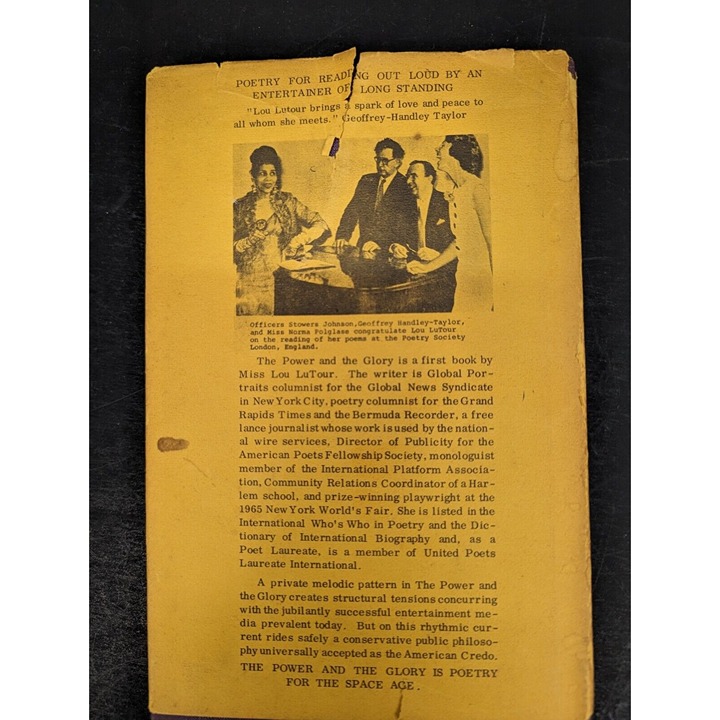 POETRY FOR READING OUT LOUD BY AN
ENTERTAINER OF LONG STANDING
"Lou Lutour brings a spark of love and peace to
all whom she meets." Geoffrey-Handley Taylor
Officers Stowers Johnson, Geoffrey Handley-Taylor,
and Miss Norma Polglase congratulate Lou LuTour
on the reading of her poems at the Poetry Society
London, England.
The Power and the Glory is a first book by
Miss Lou LuTour. The writer is Global Por-
traits columnist for the Global News Syndicate
in New York City, poetry columnist for the Grand
Rapids Times and the Bermuda Recorder, a free
lance journalist whose work is used by the nation-
al wire services, Director of Publicity for the
American Poets Fellowship Society, monologuist
member of the International Platform Associa-
tion, Community Relations Coordinator of a Har-
lem school, and prize-winning playwright at the
1965 New York World's Fair. She is listed in the
International Who's Who in Poetry and the Dic-
tionary of International Biography and, as a
Poet Laureate, is a member of United Poets
Laureate International.
A private melodic pattern in The Power and
the Glory creates structural tensions concurring
with the jubilantly successful entertainment me-
dia prevalent today. But on this rhythmic cur-
rent rides safely a conservative public philoso-
phy universally accepted as the American Credo.
THE POWER AND THE GLORY IS POETRY
FOR THE SPACE AGE.